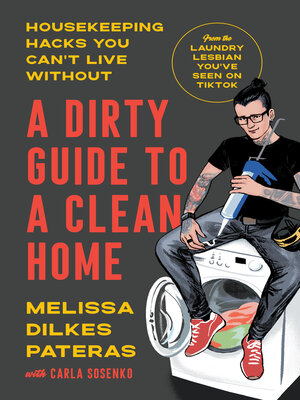 HOUSEKEEPING
HACKS YOU
CAN'T LIVE
WITHOUT
From the
LAUNDRY
LESBIAN
YOU'VE
SEEN ON
TIKTOK
A DIRTY
GUIDE TO
A CLEAN
HOME
MELISSA
DILKES
PATERAS
with CARLA SOSENKO